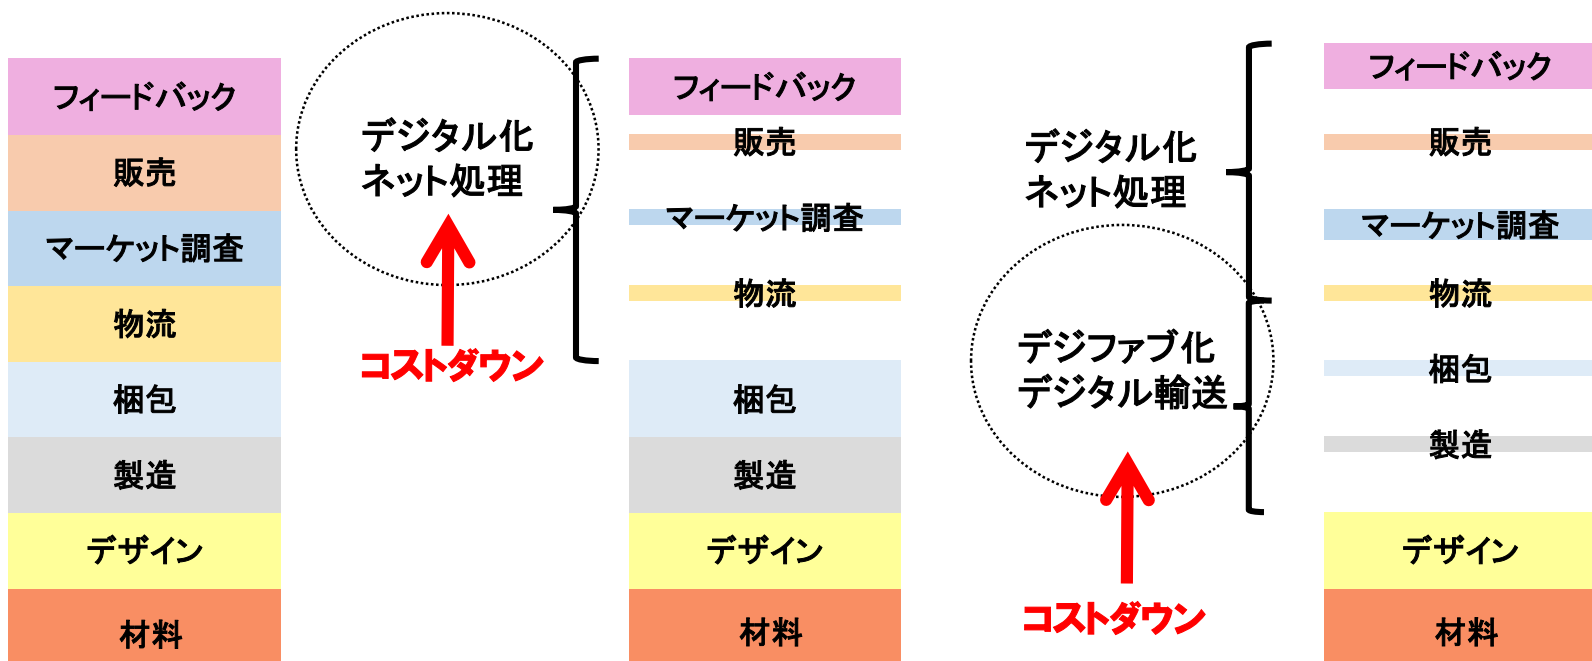 フィードバック
販売
マーケット調査
物流
梱包
製造
デザイン
材料
デジタル化
ネット処理
コストダウン
フィードバック
販売
マーケット調査
物流
梱包
製造
デザイン
材料
デジタル化
ネット処理
デジファブ化
デジタル輸送
コストダウン
フィードバック
販売
マーケット調査
物流
梱包
製造
デザイン
材料